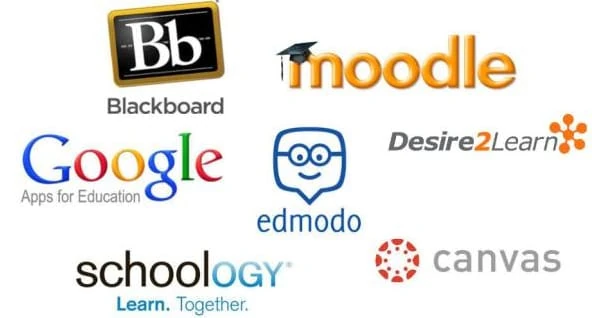 Bb
Blackboard
moodle
Google
Apps for Education
edmodo
Desire2Learn
schoology®
Learn. Together.
canvas